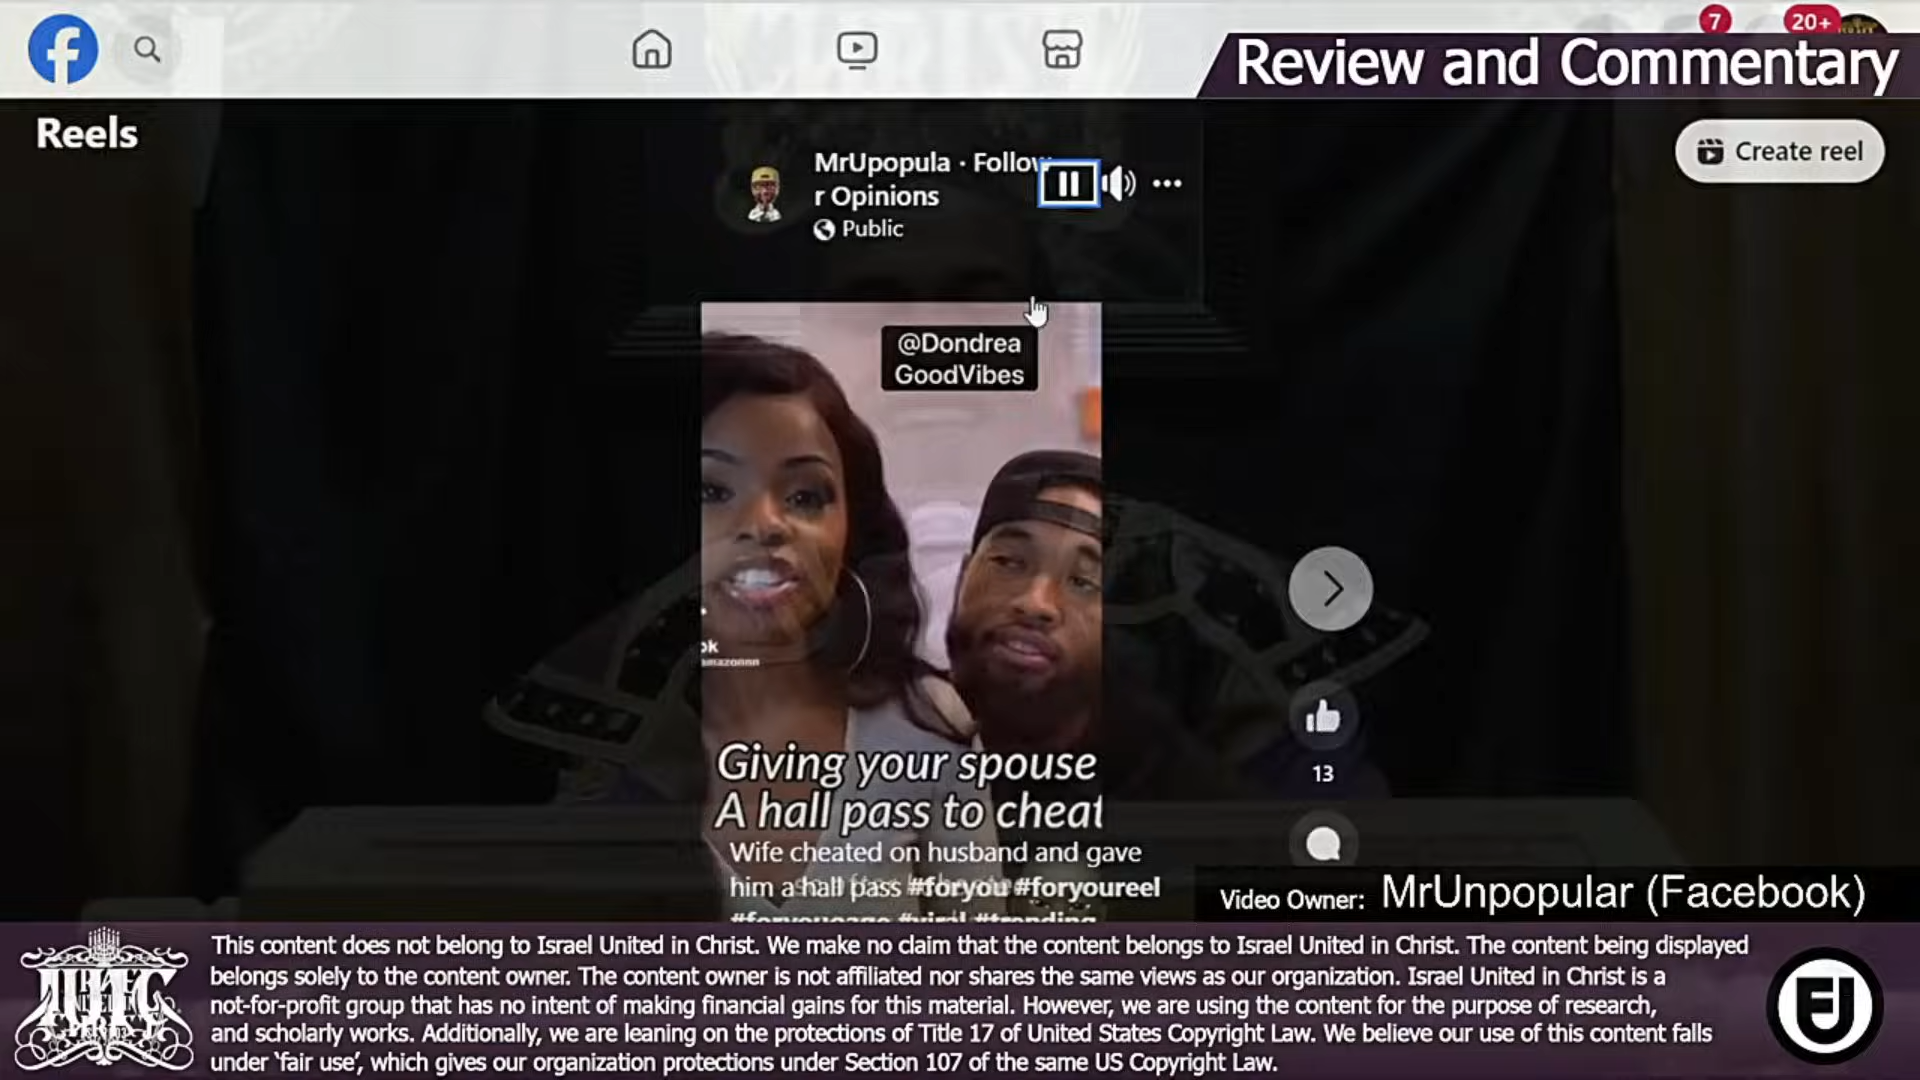 7
20+
Review and Commentary
Reels
MrUpopula · Follow
r Opinions
Public
Create reel
@Dondrea
GoodVibes
ok
amazonnn
Giving your spouse
A hall pass to cheat
Wife cheated on husband and gave
him a hall pass #foryou #foryoureel
#foryoupage #viral #trending
13
Video Owner: MrUnpopular (Facebook)
This content does not belong to Israel United in Christ. We make no claim that the content belongs to Israel United in Christ. The content being displayed
belongs solely to the content owner. The content owner is not affiliated nor shares the same views as our organization. Israel United in Christ is a
not-for-profit group that has no intent of making financial gains for this material. However, we are using the content for the purpose of research,
and scholarly works. Additionally, we are leaning on the protections of Title 17 of United States Copyright Law. We believe our use of this content falls
under ‘fair use’, which gives our organization protections under Section 107 of the same US Copyright Law.
IUIC